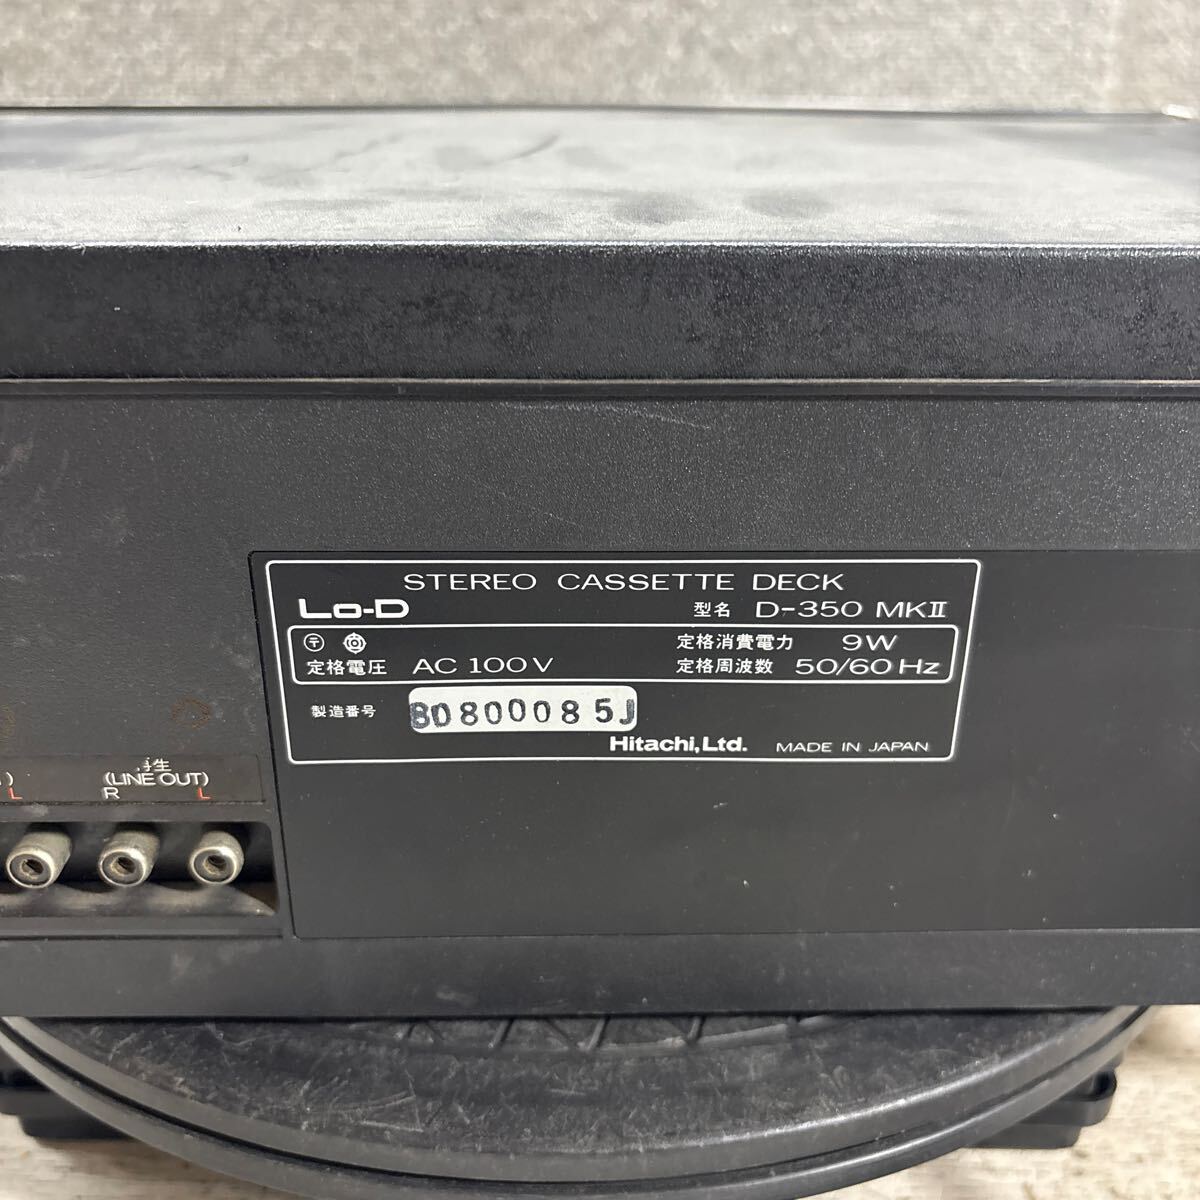 STEREO CASSETTE DECK
Lo-D 型名 D-350 MKII
〒 定格消費電力 9W
定格電圧 AC 100V 定格周波数 50/60 Hz
製造番号 8D800085J
Hitachi, Ltd. MADE IN JAPAN
生
) (LINE OUT)
L R L